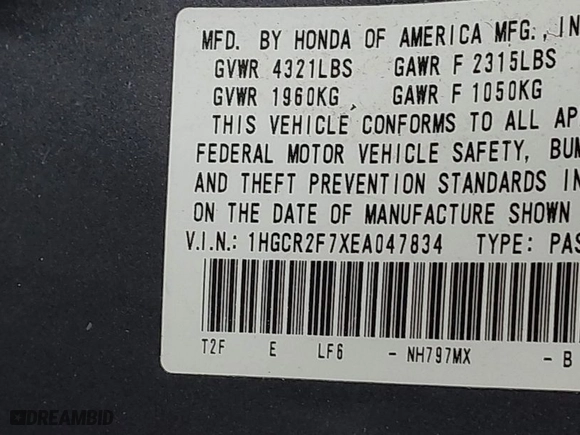 MFD. BY HONDA OF AMERICA MFG., IN
GVWR 4321LBS GAWR F 2315LBS
GVWR 1960KG GAWR F 1050KG
THIS VEHICLE CONFORMS TO ALL AP
FEDERAL MOTOR VEHICLE SAFETY, BUM
AND THEFT PREVENTION STANDARDS IN
ON THE DATE OF MANUFACTURE SHOWN
V.I.N.: 1HGCR2F7XEA047834 TYPE: PAS
T2F E LF6 - NH797MX - B
DREAMBID